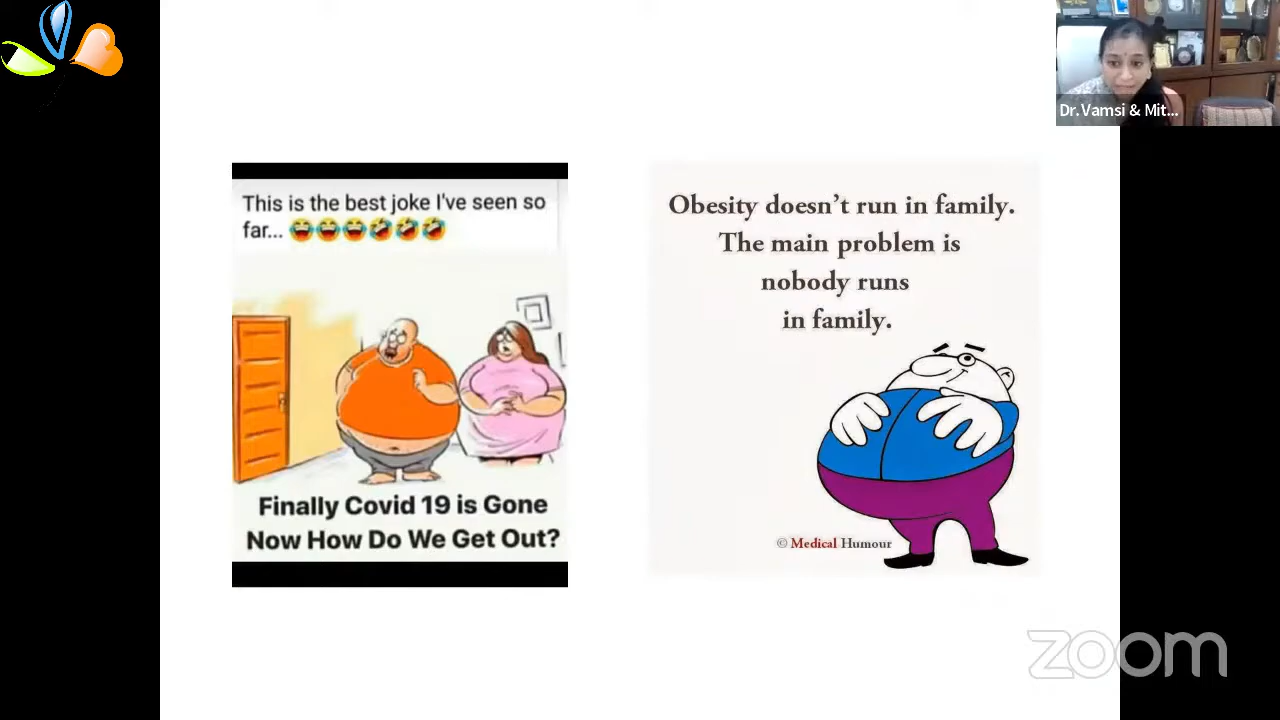 Dr.Vamsi & Mit...
This is the best joke I've seen so
far... 😂😂😂🤣🤣🤣
Finally Covid 19 is Gone
Now How Do We Get Out?
Obesity doesn't run in family.
The main problem is
nobody runs
in family.
© Medical Humour
zoom